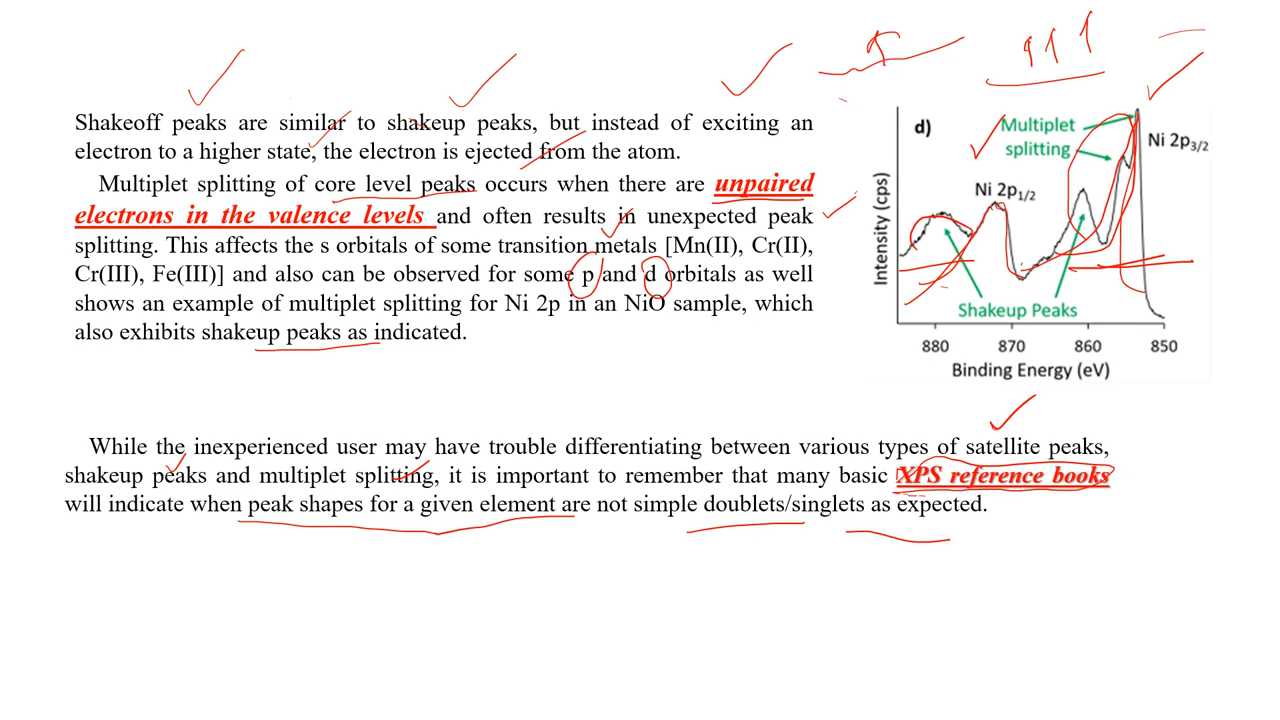 Shakeoff peaks are similar to shakeup peaks, but instead of exciting an
electron to a higher state, the electron is ejected from the atom.
Multiplet splitting of core level peaks occurs when there are unpaired
electrons in the valence levels and often results in unexpected peak
splitting. This affects the s orbitals of some transition metals [Mn(II), Cr(II),
Cr(III), Fe(III)] and also can be observed for some p and d orbitals as well
shows an example of multiplet splitting for Ni 2p in an NiO sample, which
also exhibits shakeup peaks as indicated.
d)
Multiplet
splitting
Ni 2p3/2
Ni 2p1/2
Intensity (cps)
Shakeup Peaks
880 870 860 850
Binding Energy (eV)
While the inexperienced user may have trouble differentiating between various types of satellite peaks,
shakeup peaks and multiplet splitting, it is important to remember that many basic XPS reference books
will indicate when peak shapes for a given element are not simple doublets/singlets as expected.